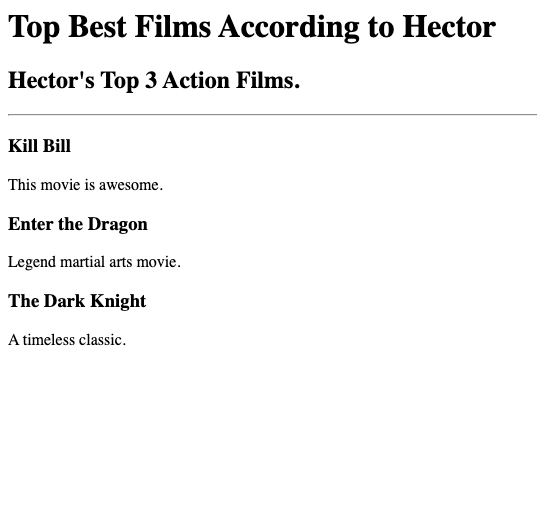 Top Best Films According to Hector
Hector's Top 3 Action Films.
Kill Bill
This movie is awesome.
Enter the Dragon
Legend martial arts movie.
The Dark Knight
A timeless classic.